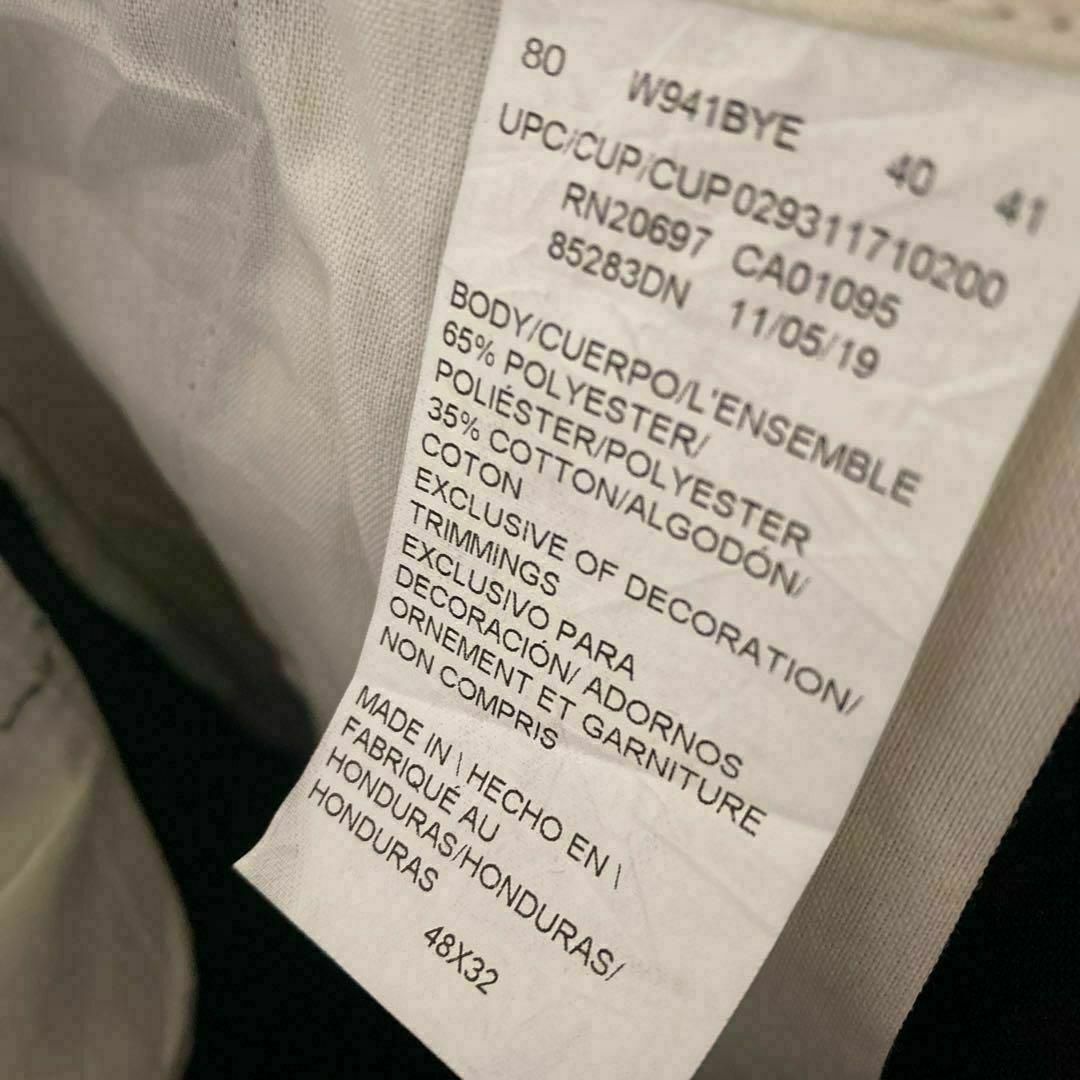 80 W941BYE 40 41
UPC/CUP/CUP029311710200
RN20697 CA01095
85283DN 11/05/19
BODY/CUERPO/L'ENSEMBLE
65% POLYESTER/
POLIÉSTER/POLYESTER
35% COTTON/ALGODÓN/
COTON
EXCLUSIVE OF DECORATION/
TRIMMINGS
EXCLUSIVO PARA
DECORACIÓN/ ADORNOS
ORNEMENT ET GARNITURE
NON COMPRIS
MADE IN \ HECHO EN \
FABRIQUÉ AU
HONDURAS/HONDURAS/
HONDURAS
48X32